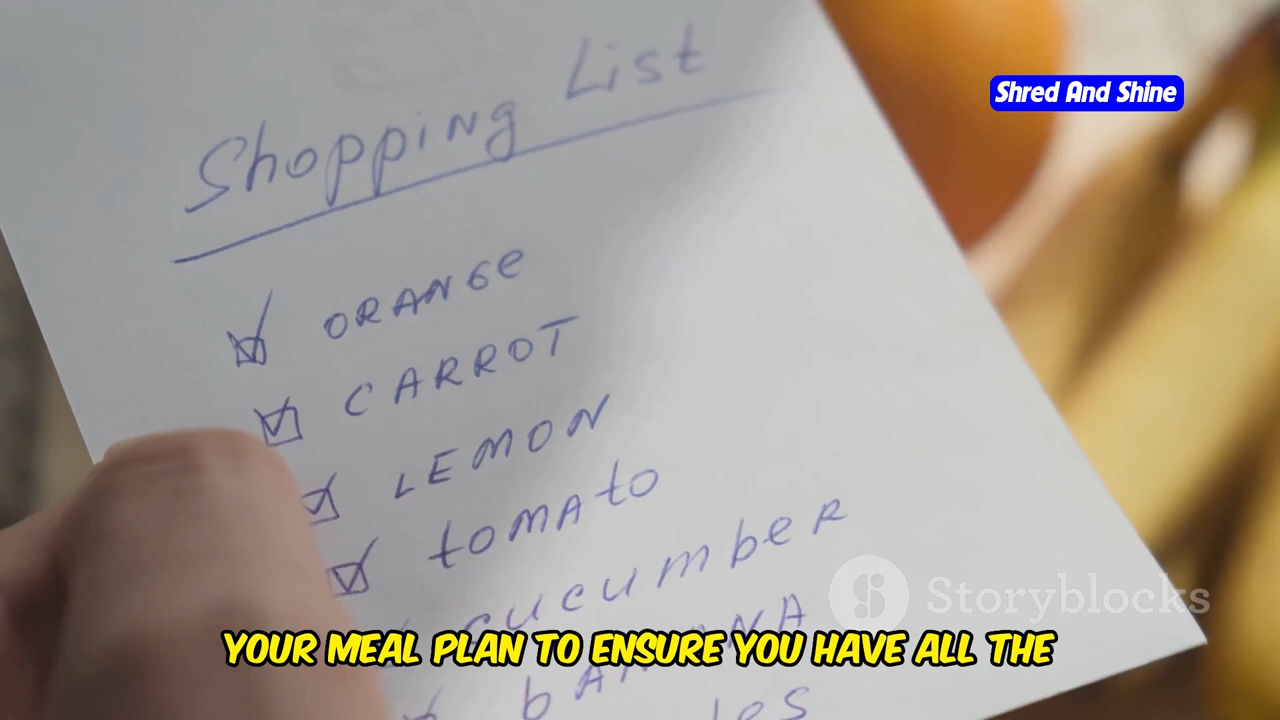 Shopping List
Shred And Shine
ORANGe
CARROT
LEMON
tomAto
cucumbeR
Storyblocks
YOUR MEAL PLAN TO ENSURE YOU HAVE ALL THE